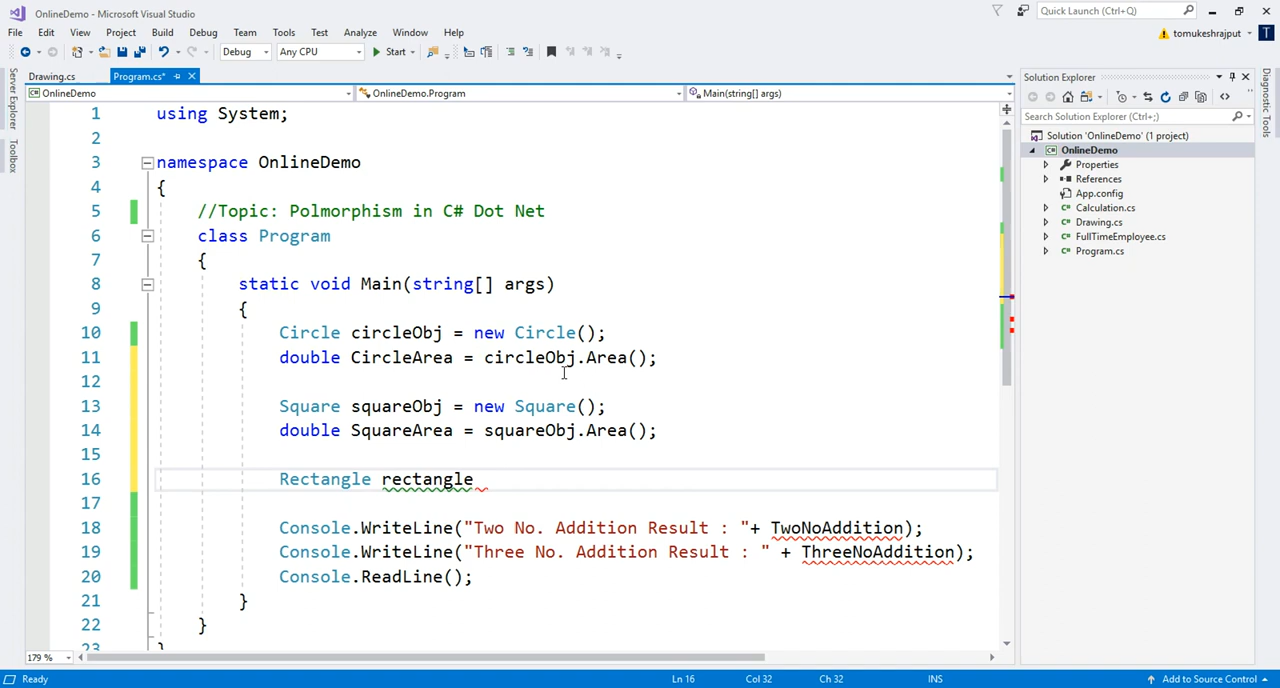 OnlineDemo - Microsoft Visual Studio
Quick Launch (Ctrl+Q)
File Edit View Project Build Debug Team Tools Test Analyze Window Help
tomukeshrajput
T
Debug Any CPU Start
Drawing.cs Program.cs*
OnlineDemo OnlineDemo.Program Main(string[] args)
Server Explorer
Toolbox
1 using System;
2
3 namespace OnlineDemo
4 {
5 //Topic: Polmorphism in C# Dot Net
6 class Program
7 {
8 static void Main(string[] args)
9 {
10 Circle circleObj = new Circle();
11 double CircleArea = circleObj.Area();
12
13 Square squareObj = new Square();
14 double SquareArea = squareObj.Area();
15
16 Rectangle rectangle
17
18 Console.WriteLine("Two No. Addition Result : "+ TwoNoAddition);
19 Console.WriteLine("Three No. Addition Result : " + ThreeNoAddition);
20 Console.ReadLine();
21 }
22 }
23 }
179 %
Solution Explorer
Search Solution Explorer (Ctrl+;)
Solution 'OnlineDemo' (1 project)
OnlineDemo
Properties
References
App.config
Calculation.cs
Drawing.cs
FullTimeEmployee.cs
Program.cs
Diagnostic Tools
Ready Ln 16 Col 32 Ch 32 INS Add to Source Control